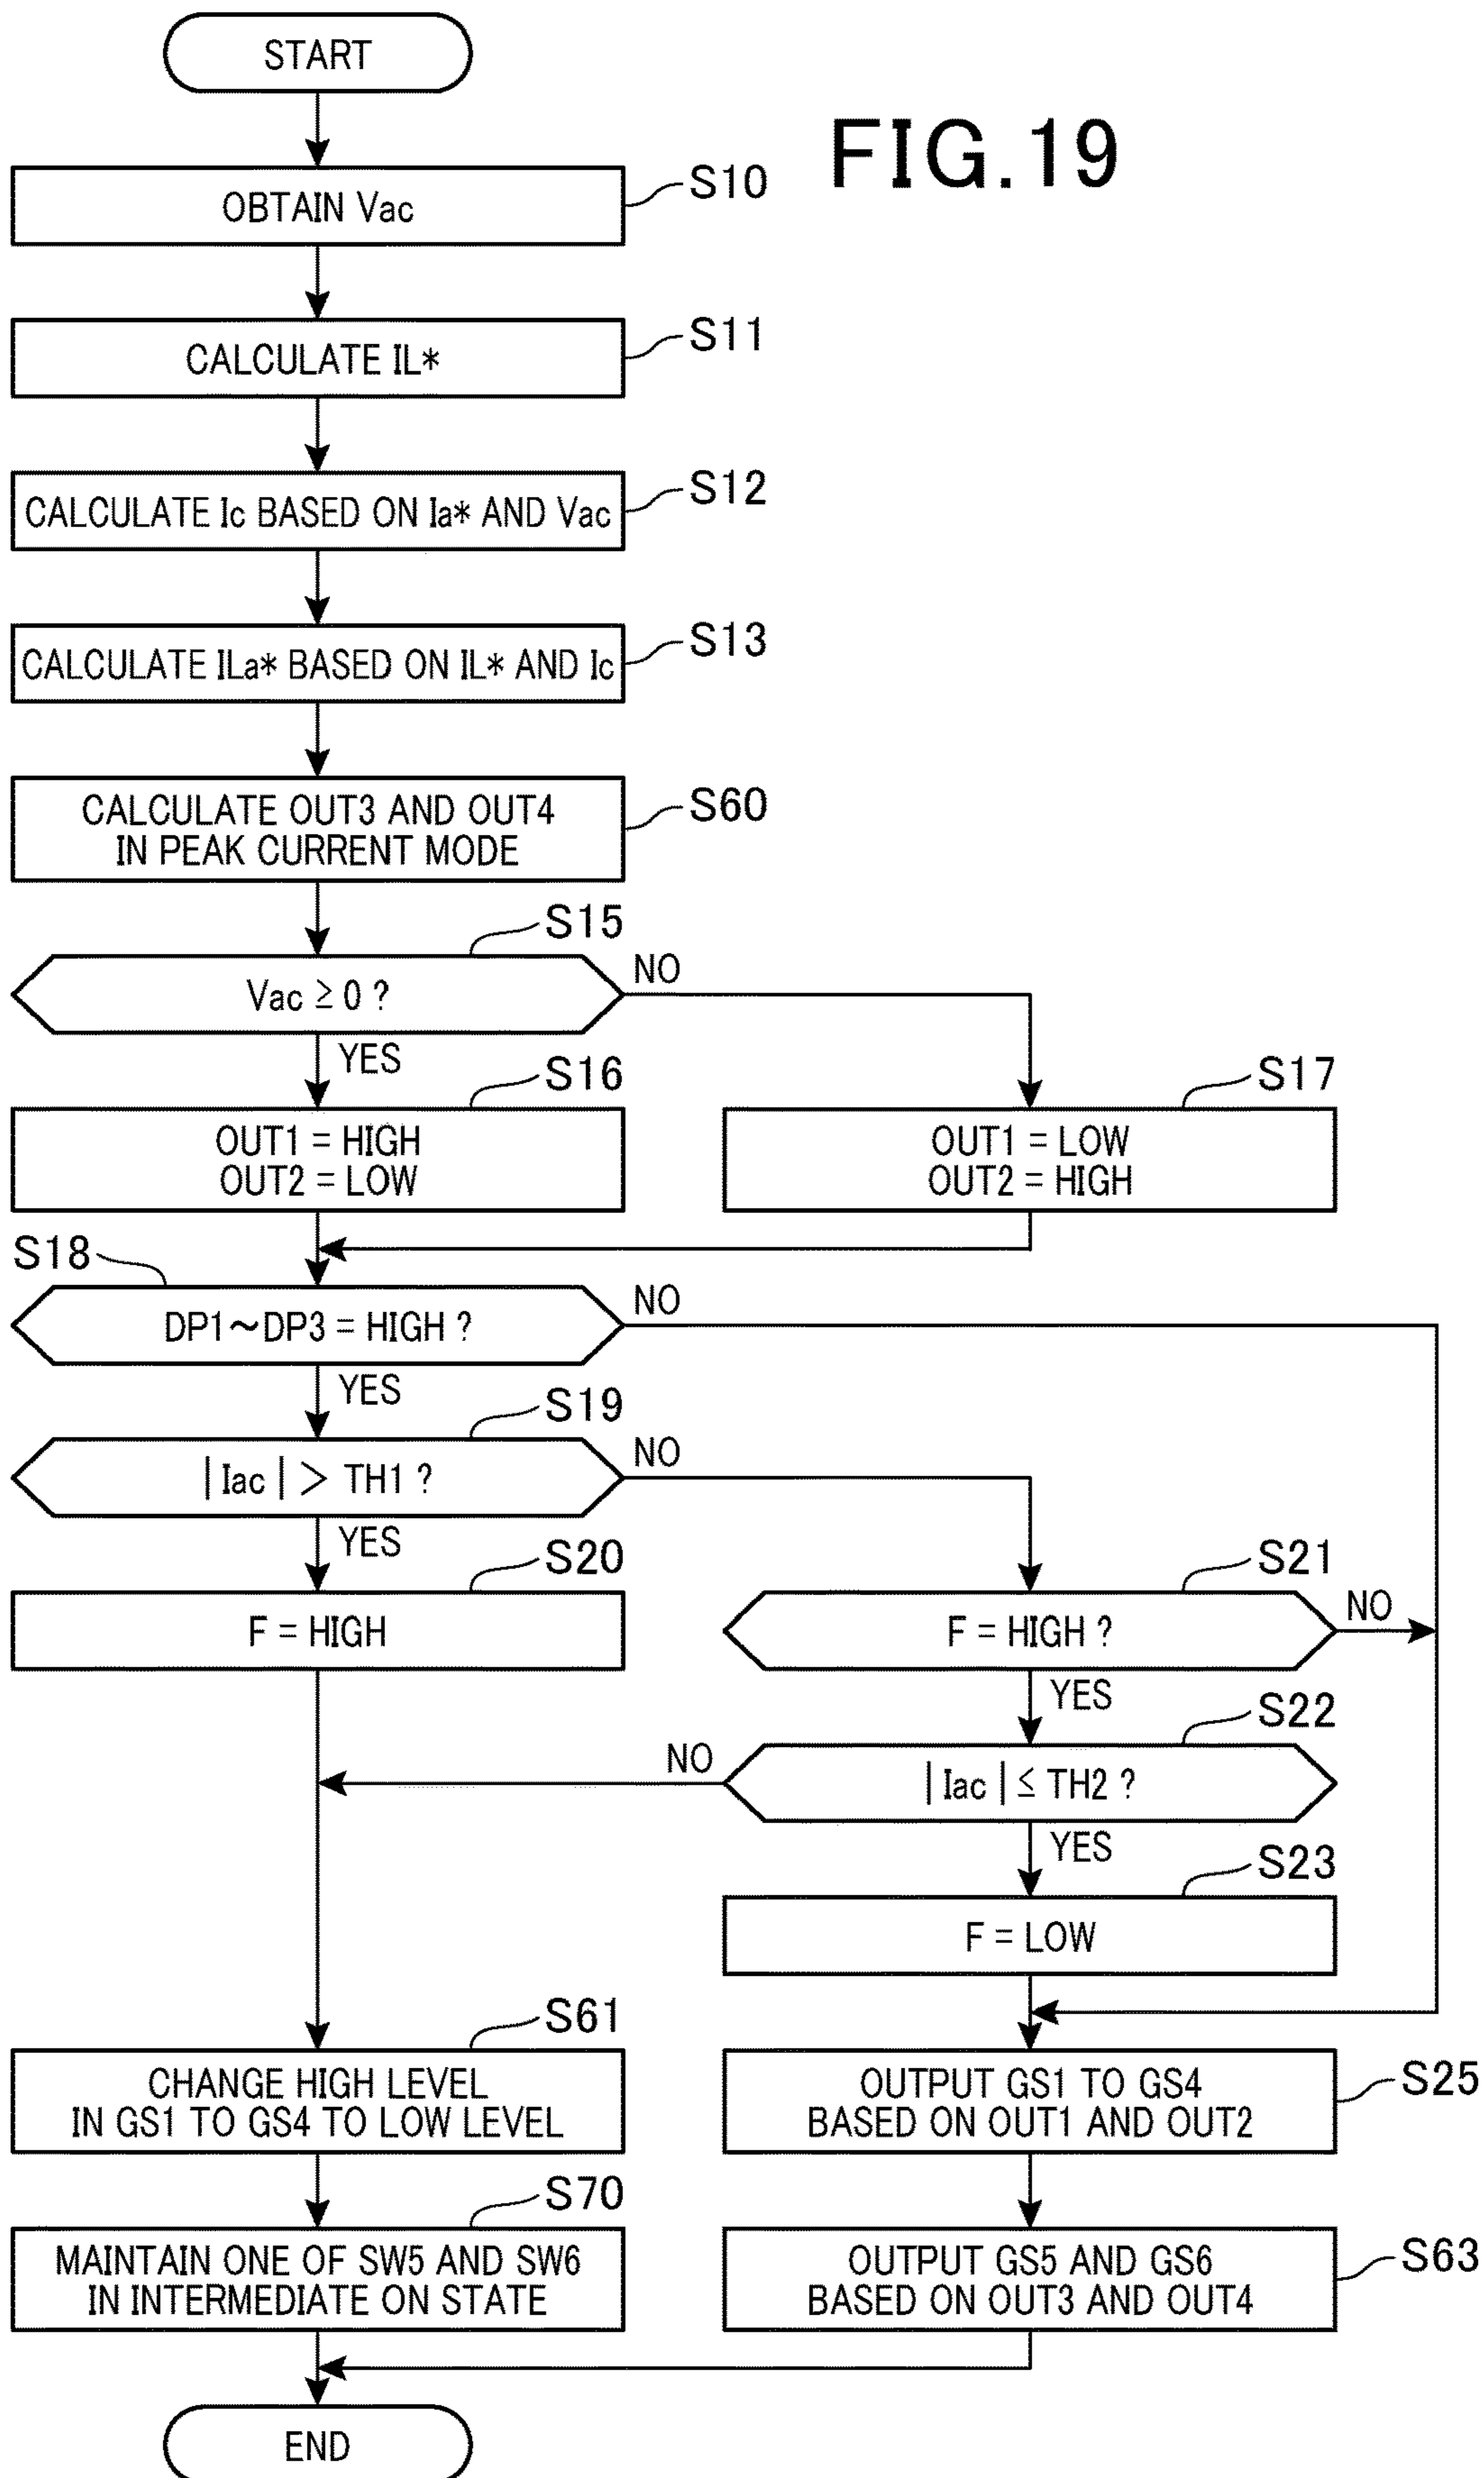 START
FIG.19
S10
OBTAIN Vac
S11
CALCULATE IL*
S12
CALCULATE Ic BASED ON Ia* AND Vac
S13
CALCULATE ILa* BASED ON IL* AND Ic
S60
CALCULATE OUT3 AND OUT4
IN PEAK CURRENT MODE
S15
Vac ≧ 0 ?
NO
YES
S16
OUT1 = HIGH
OUT2 = LOW
S17
OUT1 = LOW
OUT2 = HIGH
S18
DP1～DP3 = HIGH ?
NO
YES
S19
| Iac | > TH1 ?
NO
YES
S20
F = HIGH
S21
F = HIGH ?
NO
YES
S22
| Iac | ≦ TH2 ?
NO
YES
S23
F = LOW
S61
CHANGE HIGH LEVEL
IN GS1 TO GS4 TO LOW LEVEL
S25
OUTPUT GS1 TO GS4
BASED ON OUT1 AND OUT2
S70
MAINTAIN ONE OF SW5 AND SW6
IN INTERMEDIATE ON STATE
S63
OUTPUT GS5 AND GS6
BASED ON OUT3 AND OUT4
END